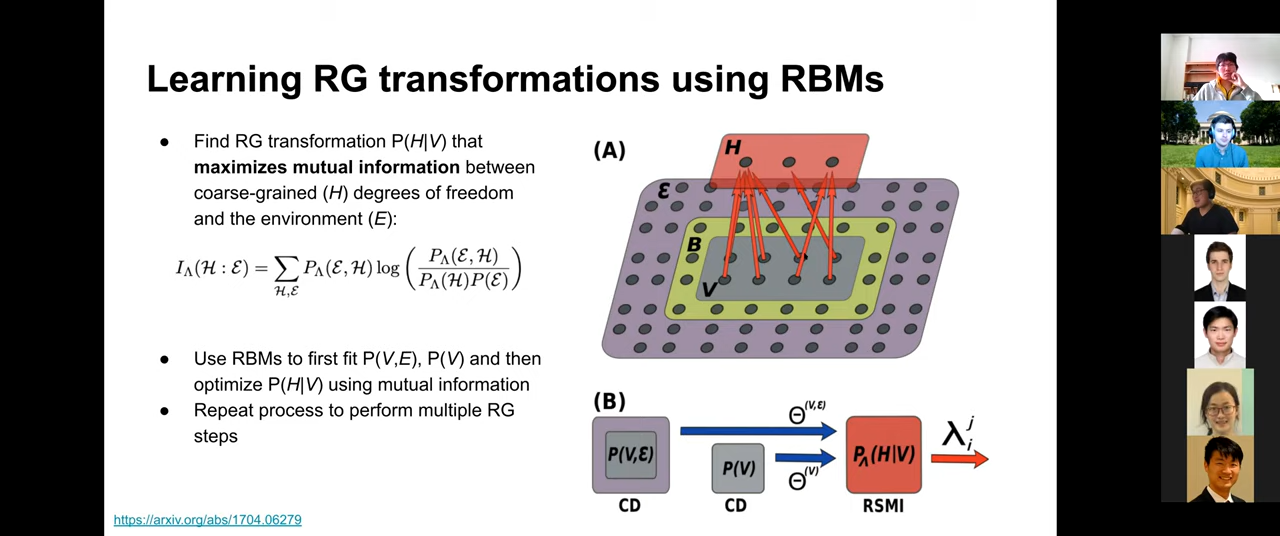 Learning RG transformations using RBMs
● Find RG transformation P(H|V) that
maximizes mutual information between
coarse-grained (H) degrees of freedom
and the environment (E):
I_Λ(ℋ : ℰ) = ∑_{ℋ,ℰ} P_Λ(ℰ, ℋ) log ( P_Λ(ℰ, ℋ) / P_Λ(ℋ)P(ℰ) )
● Use RBMs to first fit P(V,E), P(V) and then
optimize P(H|V) using mutual information
● Repeat process to perform multiple RG
steps
https://arxiv.org/abs/1704.06279
(A)
H
ℰ
B
V
(B)
P(V,ℰ)
CD
Θ^(V,ℰ)
P(V)
CD
Θ^(V)
P_Λ(H|V)
RSMI
λ_i^j